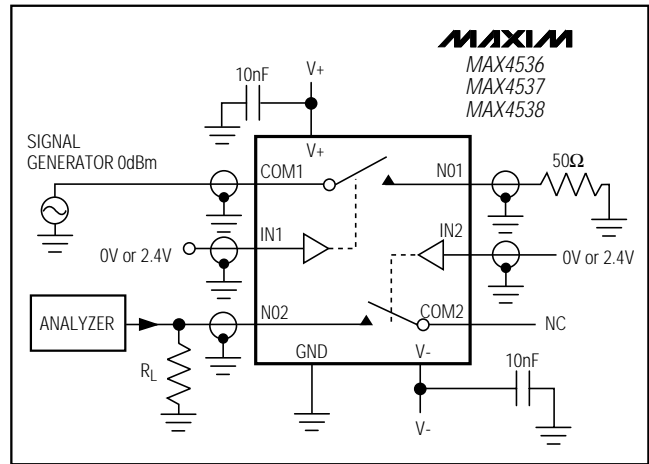 MAXIM
MAX4536
MAX4537
MAX4538
10nF
V+
SIGNAL
GENERATOR 0dBm
V+
COM1
N01
50Ω
IN1
IN2
0V or 2.4V
0V or 2.4V
ANALYZER
N02
COM2
NC
RL
GND
V-
10nF
V-